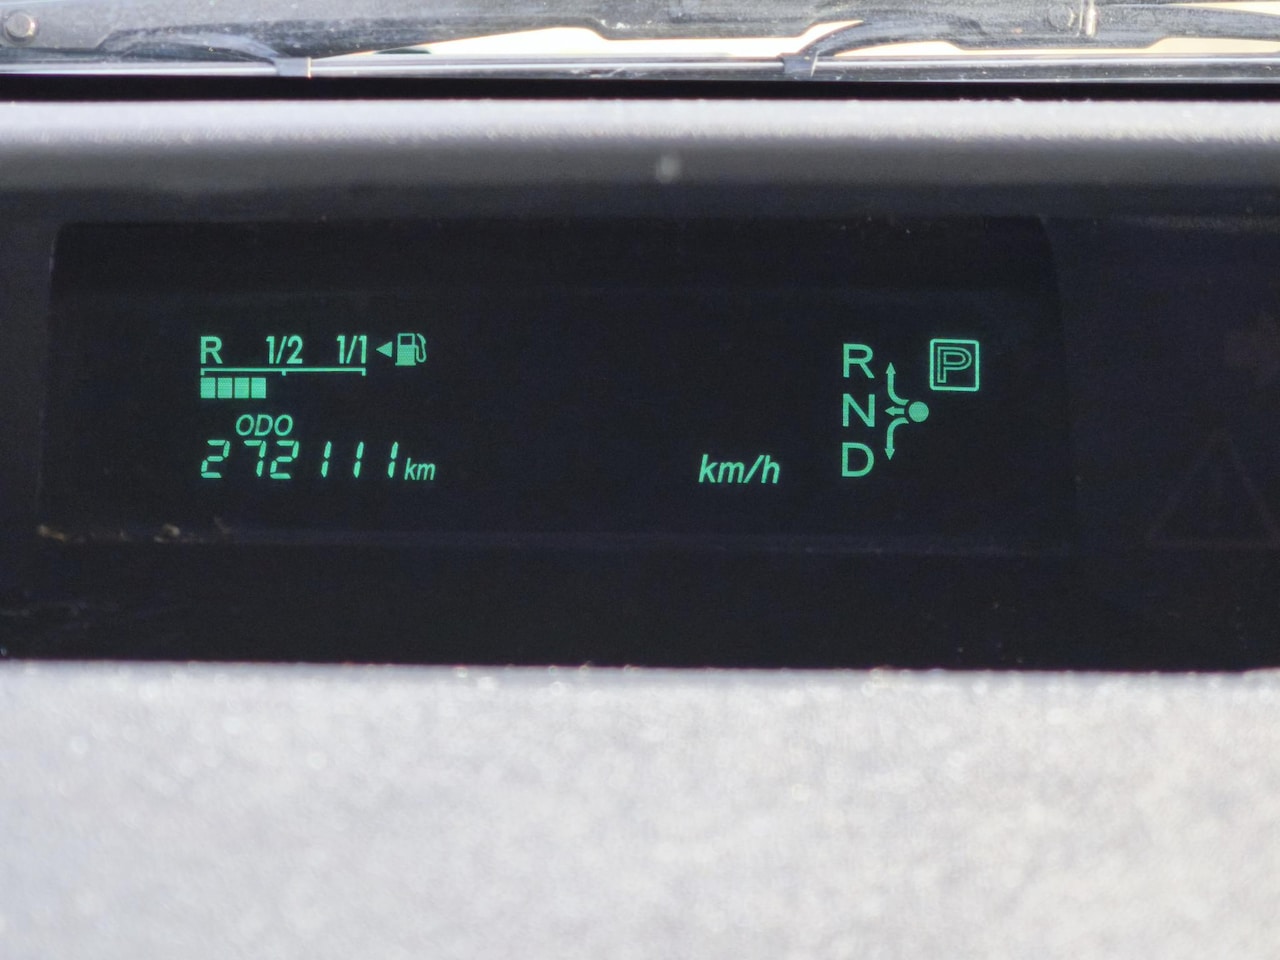 R 1/2 1/1
ODO
272111 km
km/h
R P
N
D